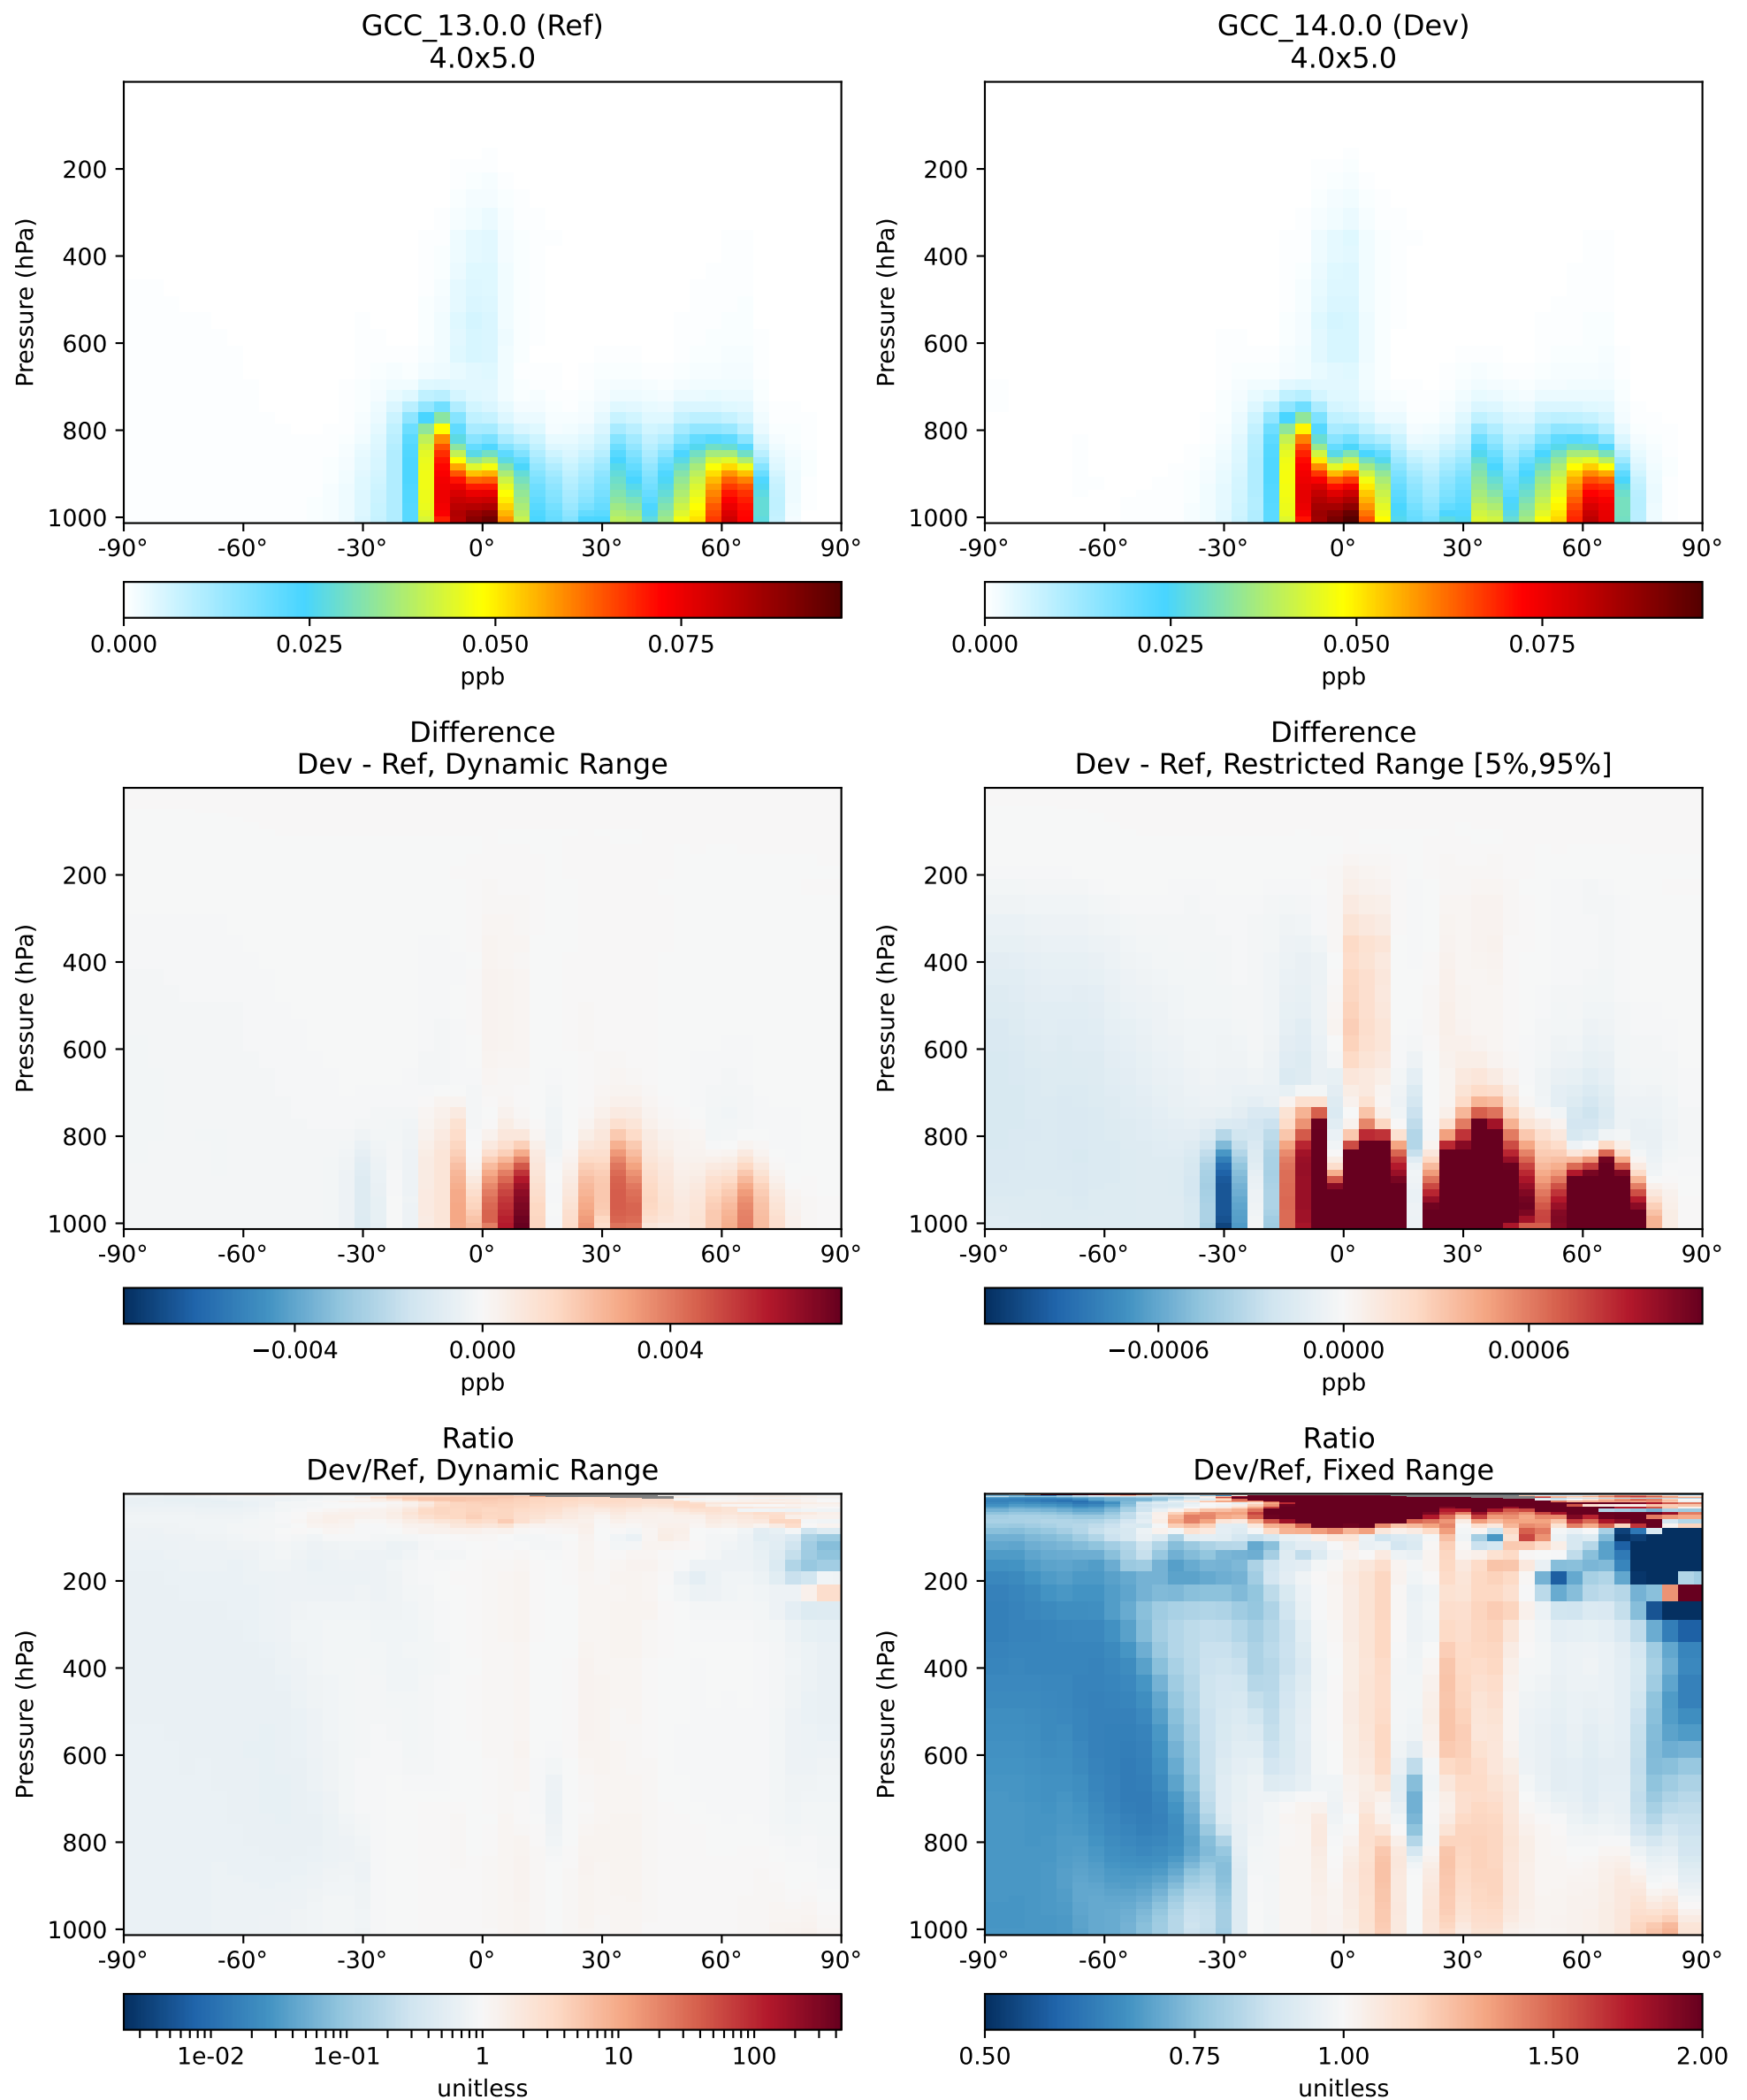 GCC_13.0.0 (Ref)
4.0x5.0
Pressure (hPa)
200
400
600
800
1000
-90° -60° -30° 0° 30° 60° 90°
0.000 0.025 0.050 0.075
ppb
GCC_14.0.0 (Dev)
4.0x5.0
Pressure (hPa)
200
400
600
800
1000
-90° -60° -30° 0° 30° 60° 90°
0.000 0.025 0.050 0.075
ppb
Difference
Dev - Ref, Dynamic Range
Pressure (hPa)
200
400
600
800
1000
-90° -60° -30° 0° 30° 60° 90°
−0.004 0.000 0.004
ppb
Difference
Dev - Ref, Restricted Range [5%,95%]
Pressure (hPa)
200
400
600
800
1000
-90° -60° -30° 0° 30° 60° 90°
−0.0006 0.0000 0.0006
ppb
Ratio
Dev/Ref, Dynamic Range
Pressure (hPa)
200
400
600
800
1000
-90° -60° -30° 0° 30° 60° 90°
1e-02 1e-01 1 10 100
unitless
Ratio
Dev/Ref, Fixed Range
Pressure (hPa)
200
400
600
800
1000
-90° -60° -30° 0° 30° 60° 90°
0.50 0.75 1.00 1.50 2.00
unitless